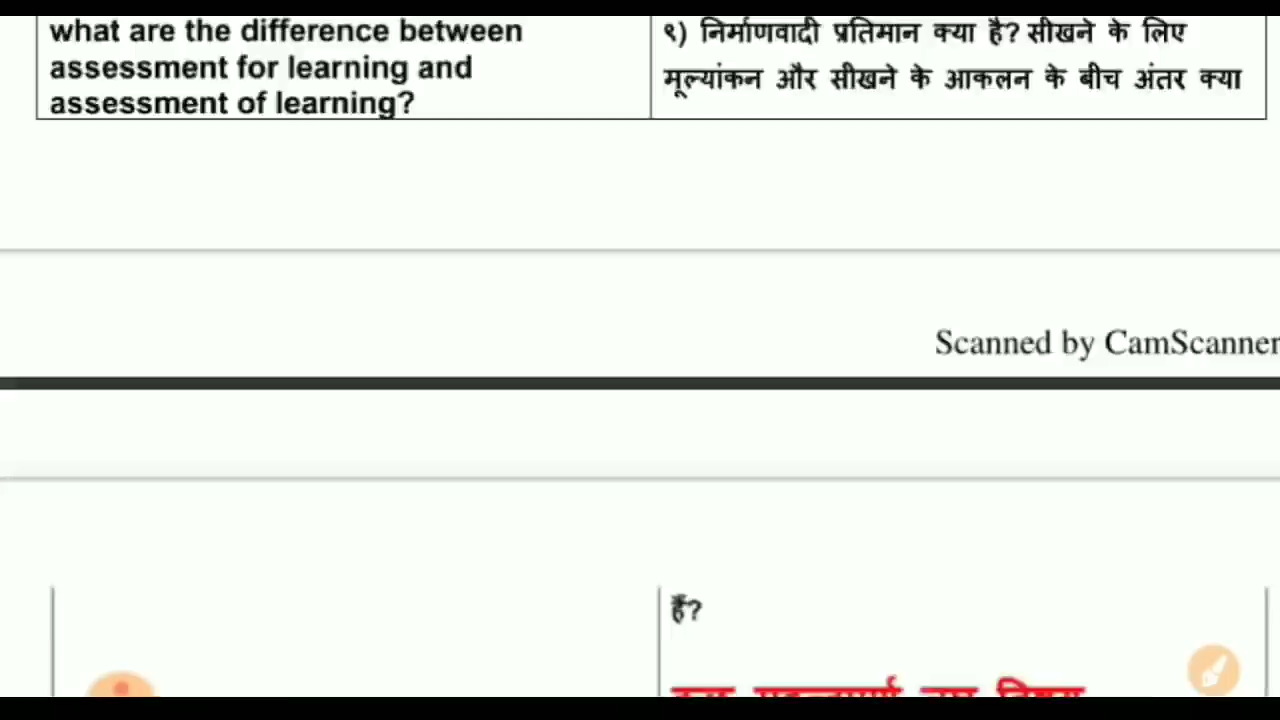 what are the difference between
assessment for learning and
assessment of learning?
९) निर्माणवादी प्रतिमान क्या है? सीखने के लिए
मूल्यांकन और सीखने के आकलन के बीच अंतर क्या
Scanned by CamScanner
हैं?